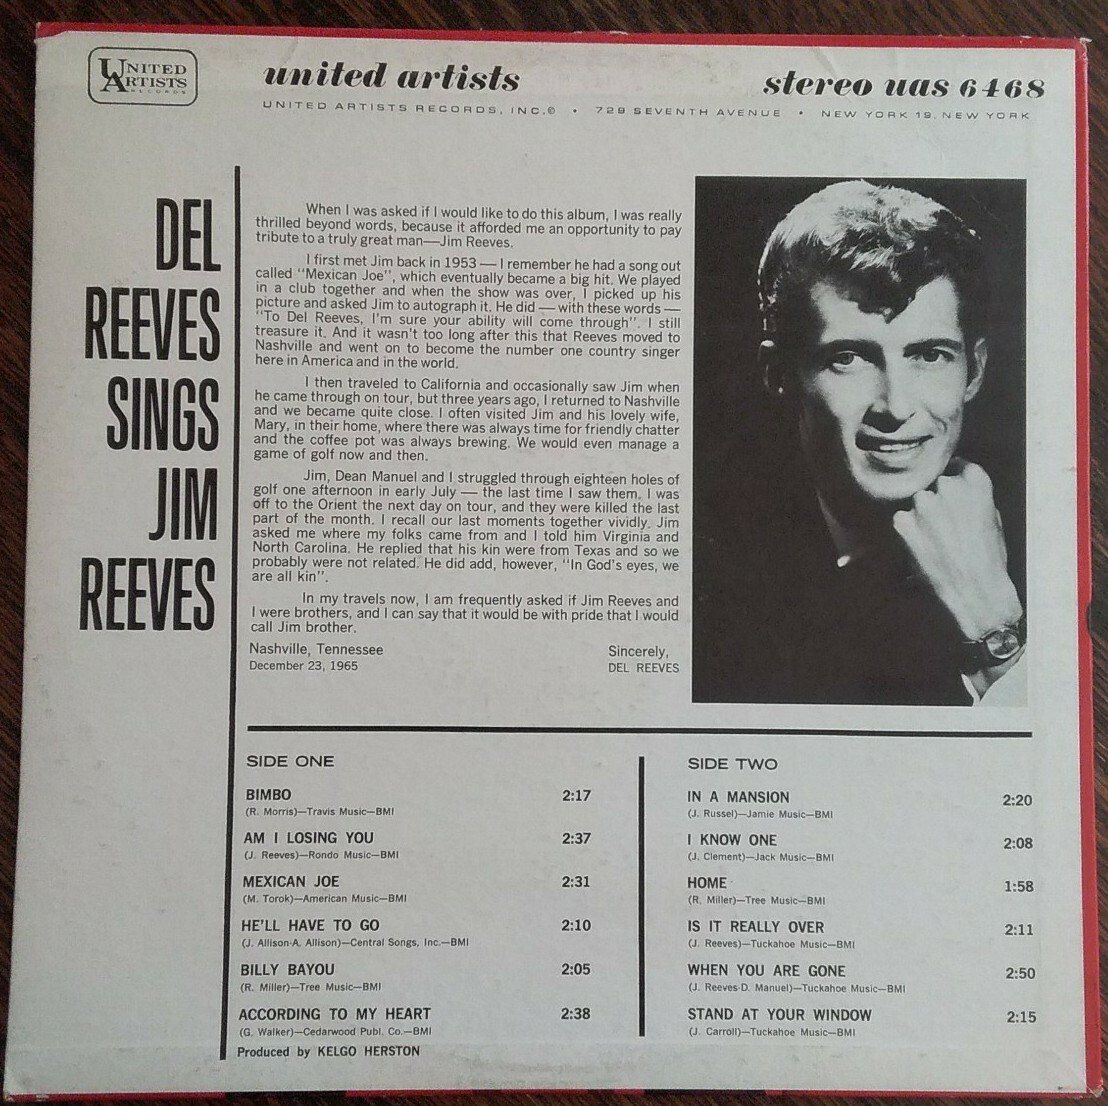 UNITED
ARTISTS
RECORDS
united artists
stereo uas 6468
UNITED ARTISTS RECORDS, INC.© • 729 SEVENTH AVENUE • NEW YORK 19, NEW YORK
DEL
REEVES
SINGS
JIM
REEVES
When I was asked if I would like to do this album, I was really
thrilled beyond words, because it afforded me an opportunity to pay
tribute to a truly great man—Jim Reeves.
I first met Jim back in 1953 — I remember he had a song out
called "Mexican Joe", which eventually became a big hit. We played
in a club together and when the show was over, I picked up his
picture and asked Jim to autograph it. He did — with these words —
"To Del Reeves, I'm sure your ability will come through". I still
treasure it. And it wasn't too long after this that Reeves moved to
Nashville and went on to become the number one country singer
here in America and in the world.
I then traveled to California and occasionally saw Jim when
he came through on tour, but three years ago, I returned to Nashville
and we became quite close. I often visited Jim and his lovely wife,
Mary, in their home, where there was always time for friendly chatter
and the coffee pot was always brewing. We would even manage a
game of golf now and then.
Jim, Dean Manuel and I struggled through eighteen holes of
golf one afternoon in early July — the last time I saw them. I was
off to the Orient the next day on tour, and they were killed the last
part of the month. I recall our last moments together vividly. Jim
asked me where my folks came from and I told him Virginia and
North Carolina. He replied that his kin were from Texas and so we
probably were not related. He did add, however, "In God's eyes, we
are all kin".
In my travels now, I am frequently asked if Jim Reeves and
I were brothers, and I can say that it would be with pride that I would
call Jim brother.
Nashville, Tennessee
December 23, 1965
Sincerely,
DEL REEVES
SIDE ONE
BIMBO 2:17
(R. Morris)—Travis Music—BMI
AM I LOSING YOU 2:37
(J. Reeves)—Rondo Music—BMI
MEXICAN JOE 2:31
(M. Torok)—American Music—BMI
HE'LL HAVE TO GO 2:10
(J. Allison-A. Allison)—Central Songs, Inc.—BMI
BILLY BAYOU 2:05
(R. Miller)—Tree Music—BMI
ACCORDING TO MY HEART 2:38
(G. Walker)—Cedarwood Publ. Co.—BMI
Produced by KELGO HERSTON
SIDE TWO
IN A MANSION 2:20
(J. Russel)—Jamie Music—BMI
I KNOW ONE 2:08
(J. Clement)—Jack Music—BMI
HOME 1:58
(R. Miller)—Tree Music—BMI
IS IT REALLY OVER 2:11
(J. Reeves)—Tuckahoe Music—BMI
WHEN YOU ARE GONE 2:50
(J. Reeves-D. Manuel)—Tuckahoe Music—BMI
STAND AT YOUR WINDOW 2:15
(J. Carroll)—Tuckahoe Music—BMI